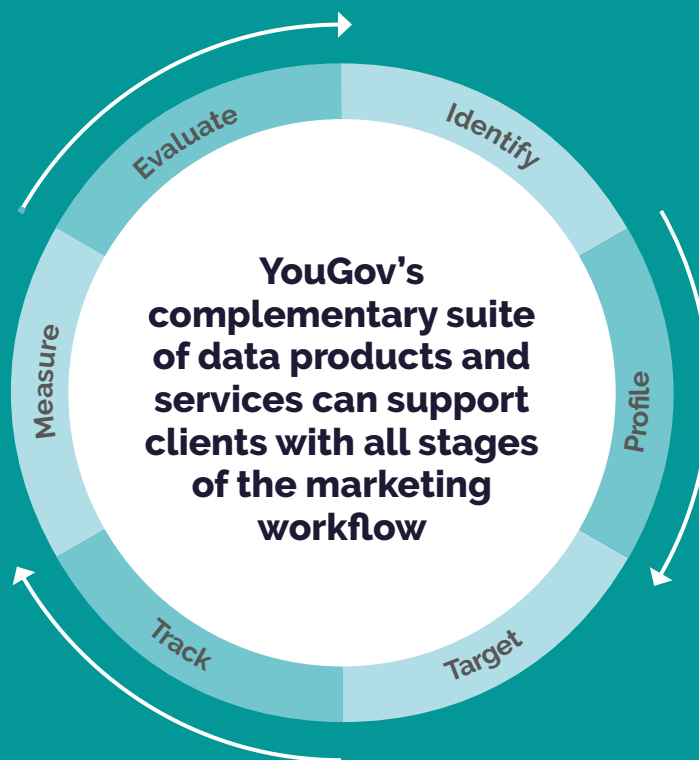 Evaluate
Identify
YouGov’s
complementary suite
of data products and
services can support
clients with all stages
of the marketing
workflow
Measure
Profile
Track
Target